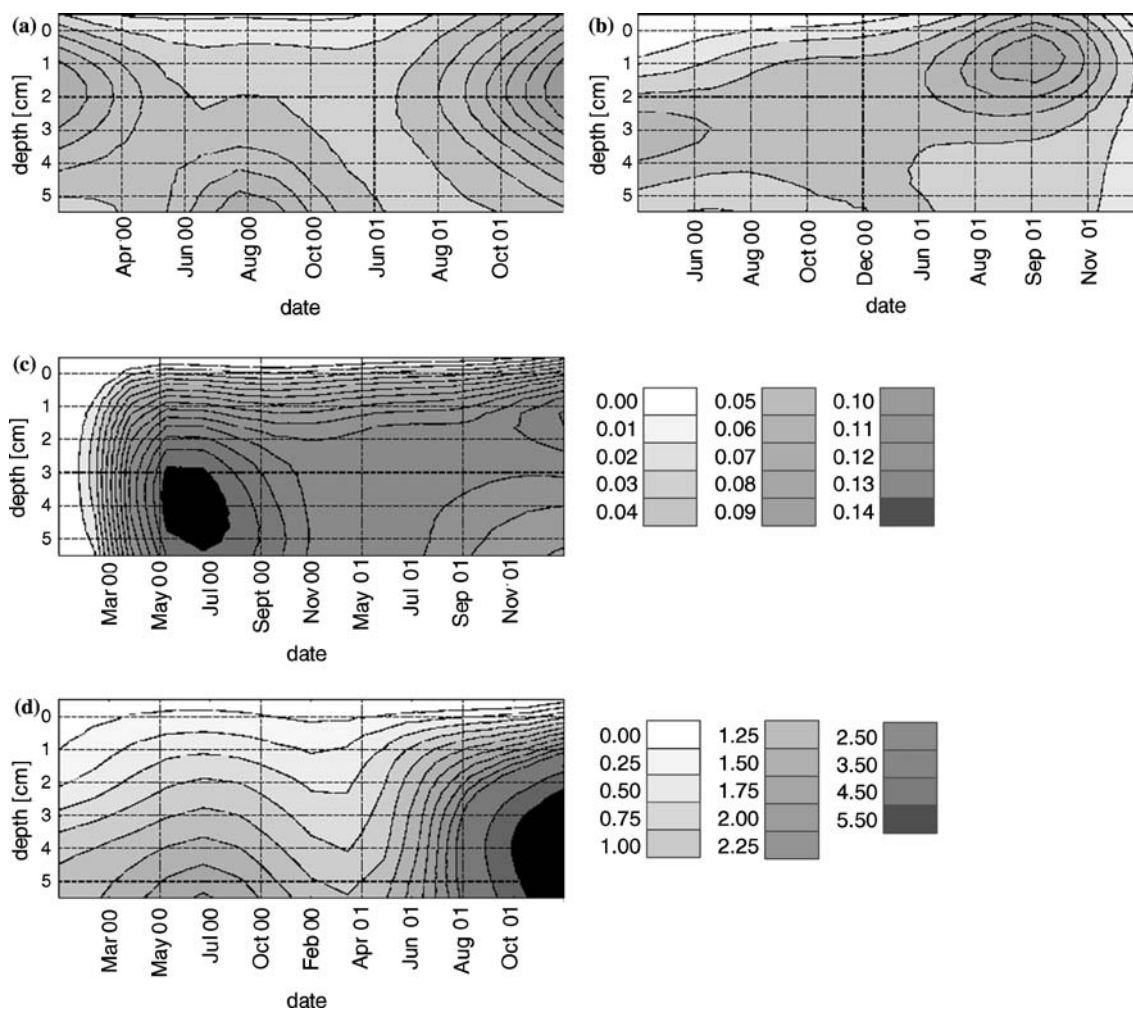 (a)
0
1
2
3
4
5
depth [cm]
Apr 00
Jun 00
Aug 00
Oct 00
Jun 01
Aug 01
Oct 01
date
(b)
0
1
2
3
4
5
depth [cm]
Jun 00
Aug 00
Oct 00
Dec 00
Jun 01
Aug 01
Sep 01
Nov 01
date
(c)
0
1
2
3
4
5
depth [cm]
Mar 00
May 00
Jul 00
Sept 00
Nov 00
May 01
Jul 01
Sep 01
Nov 01
date
0.00 0.05 0.10
0.01 0.06 0.11
0.02 0.07 0.12
0.03 0.08 0.13
0.04 0.09 0.14
(d)
0
1
2
3
4
5
depth [cm]
Mar 00
May 00
Jul 00
Oct 00
Feb 00
Apr 01
Jun 01
Aug 01
Oct 01
date
0.00 1.25 2.50
0.25 1.50 3.50
0.50 1.75 4.50
0.75 2.00 5.50
1.00 2.25